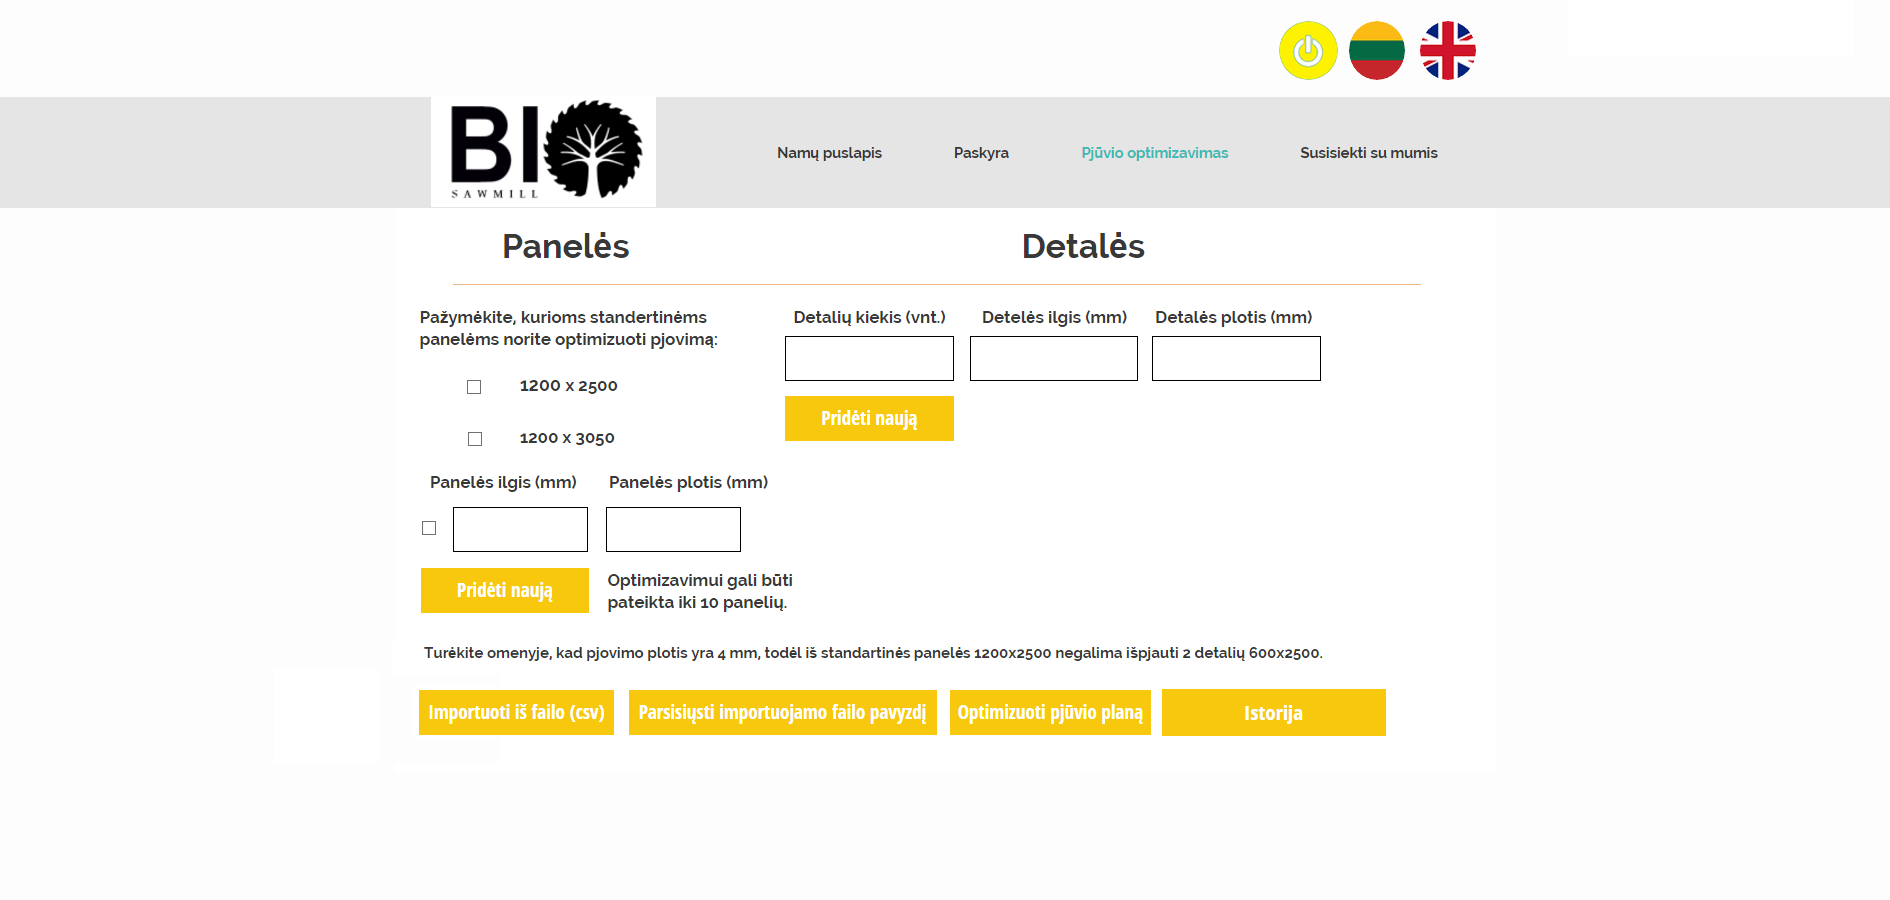 BIO
SAWMILL
Namų puslapis
Paskyra
Pjūvio optimizavimas
Susisiekti su mumis
Panelės
Detalės
Pažymėkite, kurioms standertinėms
panelėms norite optimizuoti pjovimą:
1200 x 2500
1200 x 3050
Panelės ilgis (mm)
Panelės plotis (mm)
Pridėti naują
Optimizavimui gali būti
pateikta iki 10 panelių.
Detalių kiekis (vnt.)
Detelės ilgis (mm)
Detalės plotis (mm)
Pridėti naują
Turėkite omenyje, kad pjovimo plotis yra 4 mm, todėl iš standartinės panelės 1200x2500 negalima išpjauti 2 detalių 600x2500.
Importuoti iš failo (csv)
Parsisiųsti importuojamo failo pavyzdį
Optimizuoti pjūvio planą
Istorija